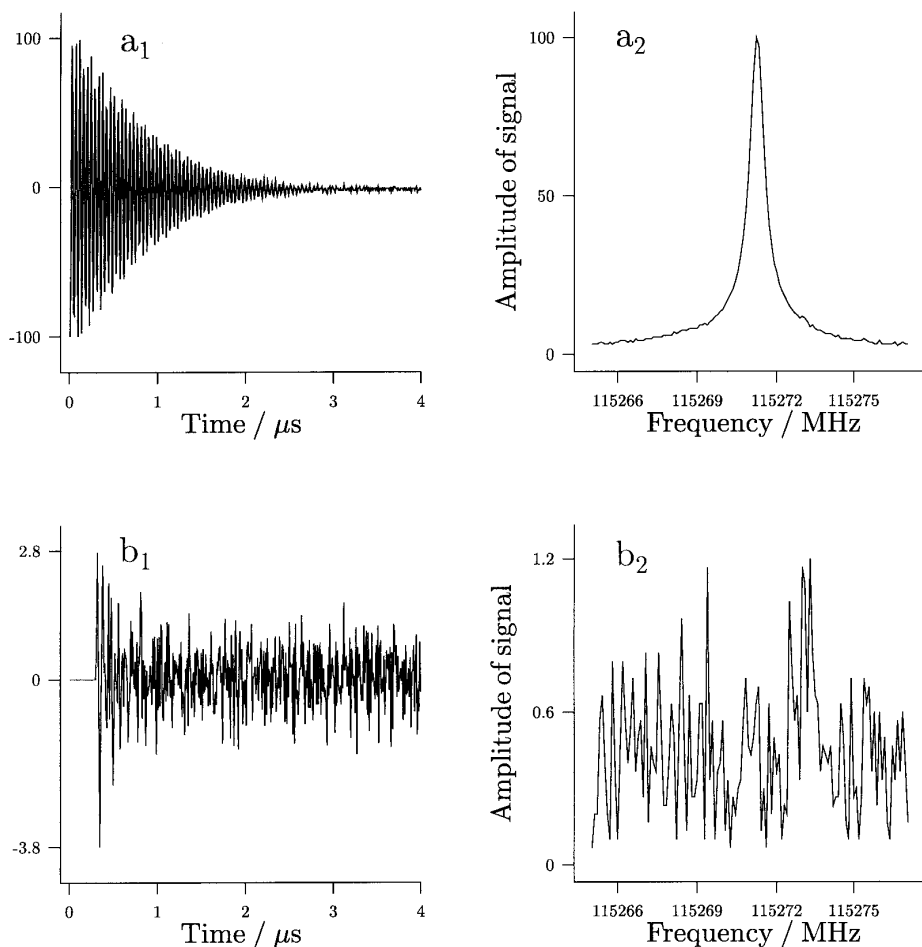 a₁
100
0
-100
0 1 2 3 4
Time / μs
a₂
Amplitude of signal
100
50
0
115266 115269 115272 115275
Frequency / MHz
b₁
2.8
0
-3.8
0 1 2 3 4
Time / μs
b₂
Amplitude of signal
1.2
0.6
0
115266 115269 115272 115275
Frequency / MHz